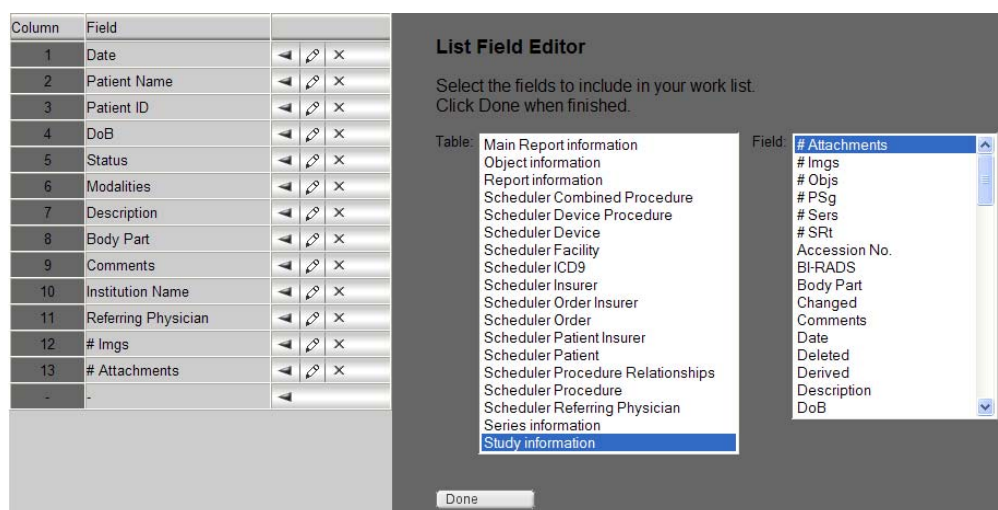 Column Field
1 Date
2 Patient Name
3 Patient ID
4 DoB
5 Status
6 Modalities
7 Description
8 Body Part
9 Comments
10 Institution Name
11 Referring Physician
12 # Imgs
13 # Attachments
- -
List Field Editor
Select the fields to include in your work list.
Click Done when finished.
Table:
Main Report information
Object information
Report information
Scheduler Combined Procedure
Scheduler Device Procedure
Scheduler Device
Scheduler Facility
Scheduler ICD9
Scheduler Insurer
Scheduler Order Insurer
Scheduler Order
Scheduler Patient Insurer
Scheduler Patient
Scheduler Procedure Relationships
Scheduler Procedure
Scheduler Referring Physician
Series information
Study information
Field:
# Attachments
# Imgs
# Objs
# PSg
# Sers
# SRt
Accession No.
BI-RADS
Body Part
Changed
Comments
Date
Deleted
Derived
Description
DoB
Done